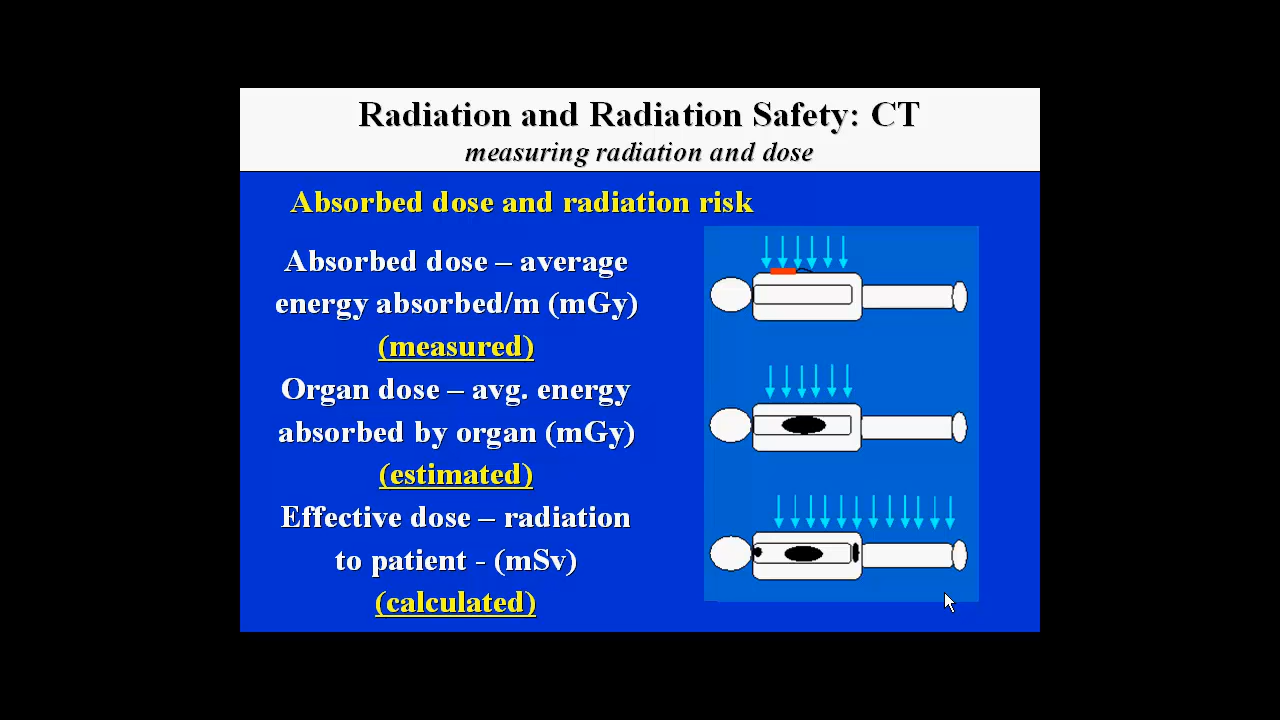 Radiation and Radiation Safety: CT
measuring radiation and dose
Absorbed dose and radiation risk
Absorbed dose – average
energy absorbed/m (mGy)
(measured)
Organ dose – avg. energy
absorbed by organ (mGy)
(estimated)
Effective dose – radiation
to patient - (mSv)
(calculated)